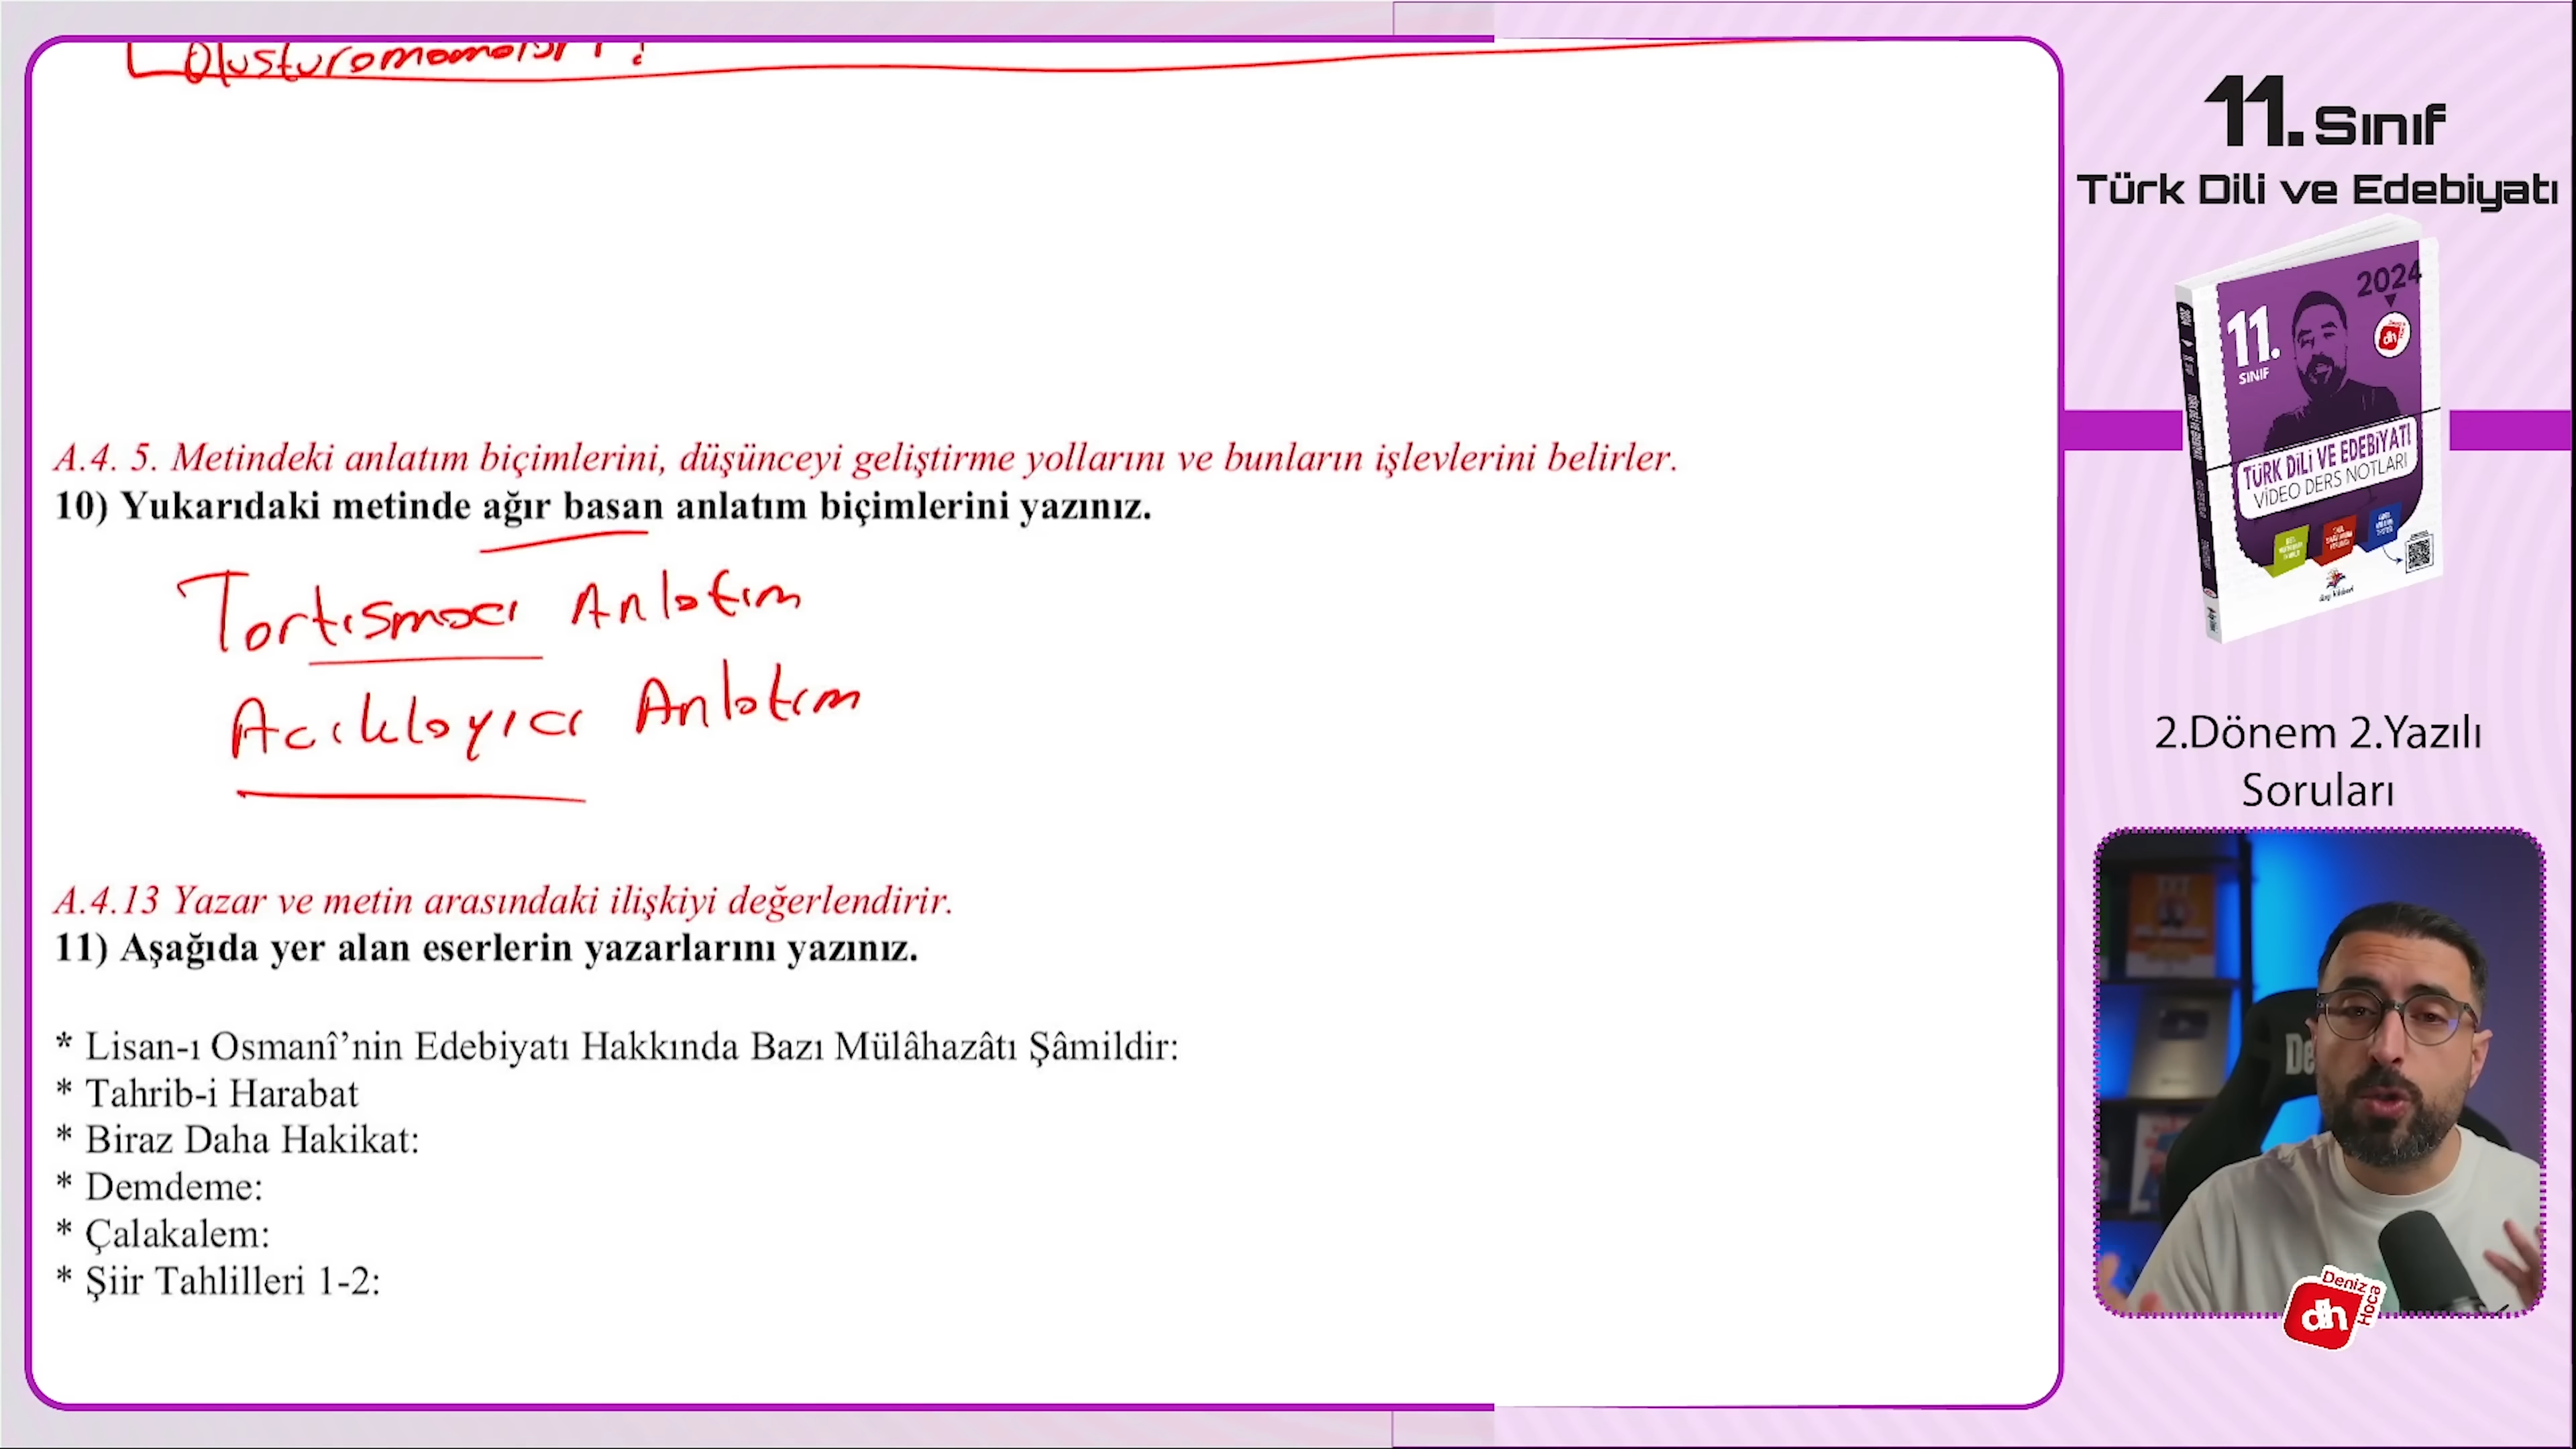 Oluşturamamaları ?
11. Sınıf
Türk Dili ve Edebiyatı
2024
11.
SINIF
TÜRK DİLİ VE EDEBİYATI
VİDEO DERS NOTLARI
A.4. 5. Metindeki anlatım biçimlerini, düşünceyi geliştirme yollarını ve bunların işlevlerini belirler.
10) Yukarıdaki metinde ağır basan anlatım biçimlerini yazınız.
Tartışmacı Anlatım
Açıklayıcı Anlatım
2.Dönem 2.Yazılı
Soruları
A.4.13 Yazar ve metin arasındaki ilişkiyi değerlendirir.
11) Aşağıda yer alan eserlerin yazarlarını yazınız.
* Lisan-ı Osmanî’nin Edebiyatı Hakkında Bazı Mülâhazâtı Şâmildir:
* Tahrib-i Harabat
* Biraz Daha Hakikat:
* Demdeme:
* Çalakalem:
* Şiir Tahlilleri 1-2:
Deniz Hoca
dh